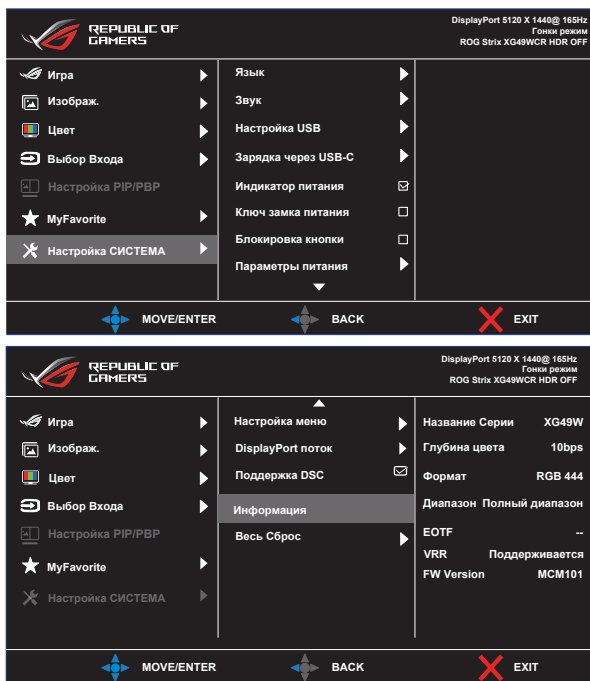 REPUBLIC OF
GAMERS
DisplayPort 5120 X 1440@ 165Hz
Гонки режим
ROG Strix XG49WCR HDR OFF
Игра
Изображ.
Цвет
Выбор Входа
Настройка PIP/PBP
MyFavorite
Настройка СИСТЕМА
Язык
Звук
Настройка USB
Зарядка через USB-C
Индикатор питания
Ключ замка питания
Блокировка кнопки
Параметры питания
MOVE/ENTER
BACK
EXIT
REPUBLIC OF
GAMERS
DisplayPort 5120 X 1440@ 165Hz
Гонки режим
ROG Strix XG49WCR HDR OFF
Игра
Изображ.
Цвет
Выбор Входа
Настройка PIP/PBP
MyFavorite
Настройка СИСТЕМА
Настройка меню
DisplayPort поток
Поддержка DSC
Информация
Весь Сброс
Название Серии XG49W
Глубина цвета 10bps
Формат RGB 444
Диапазон Полный диапазон
EOTF --
VRR Поддерживается
FW Version MCM101
MOVE/ENTER
BACK
EXIT